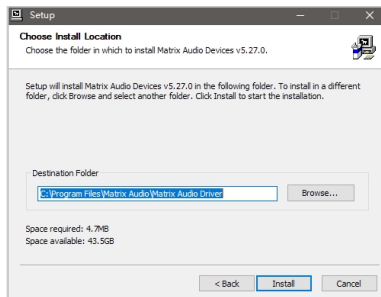 Setup
Choose Install Location
Choose the folder in which to install Matrix Audio Devices v5.27.0.
Setup will install Matrix Audio Devices v5.27.0 in the following folder. To install in a different
folder, click Browse and select another folder. Click Install to start the installation.
Destination Folder
C:\Program Files\Matrix Audio\Matrix Audio Driver
Browse...
Space required: 4.7MB
Space available: 43.5GB
< Back
Install
Cancel